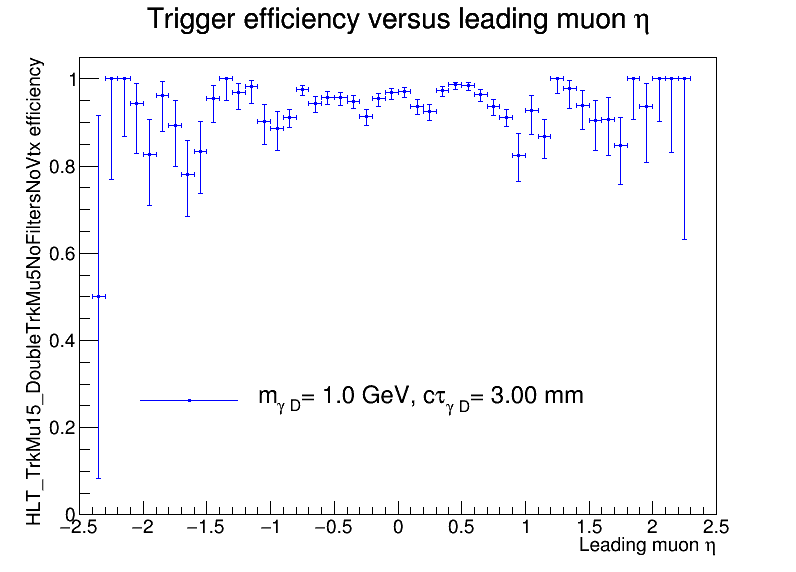 Trigger efficiency versus leading muon η
HLT_TrkMu15_DoubleTrkMu5NoFiltersNoVtx efficiency
1
0.8
0.6
0.4
0.2
0
m_γ D= 1.0 GeV, cτ_γ D= 3.00 mm
−2.5 −2 −1.5 −1 −0.5 0 0.5 1 1.5 2 2.5
Leading muon η